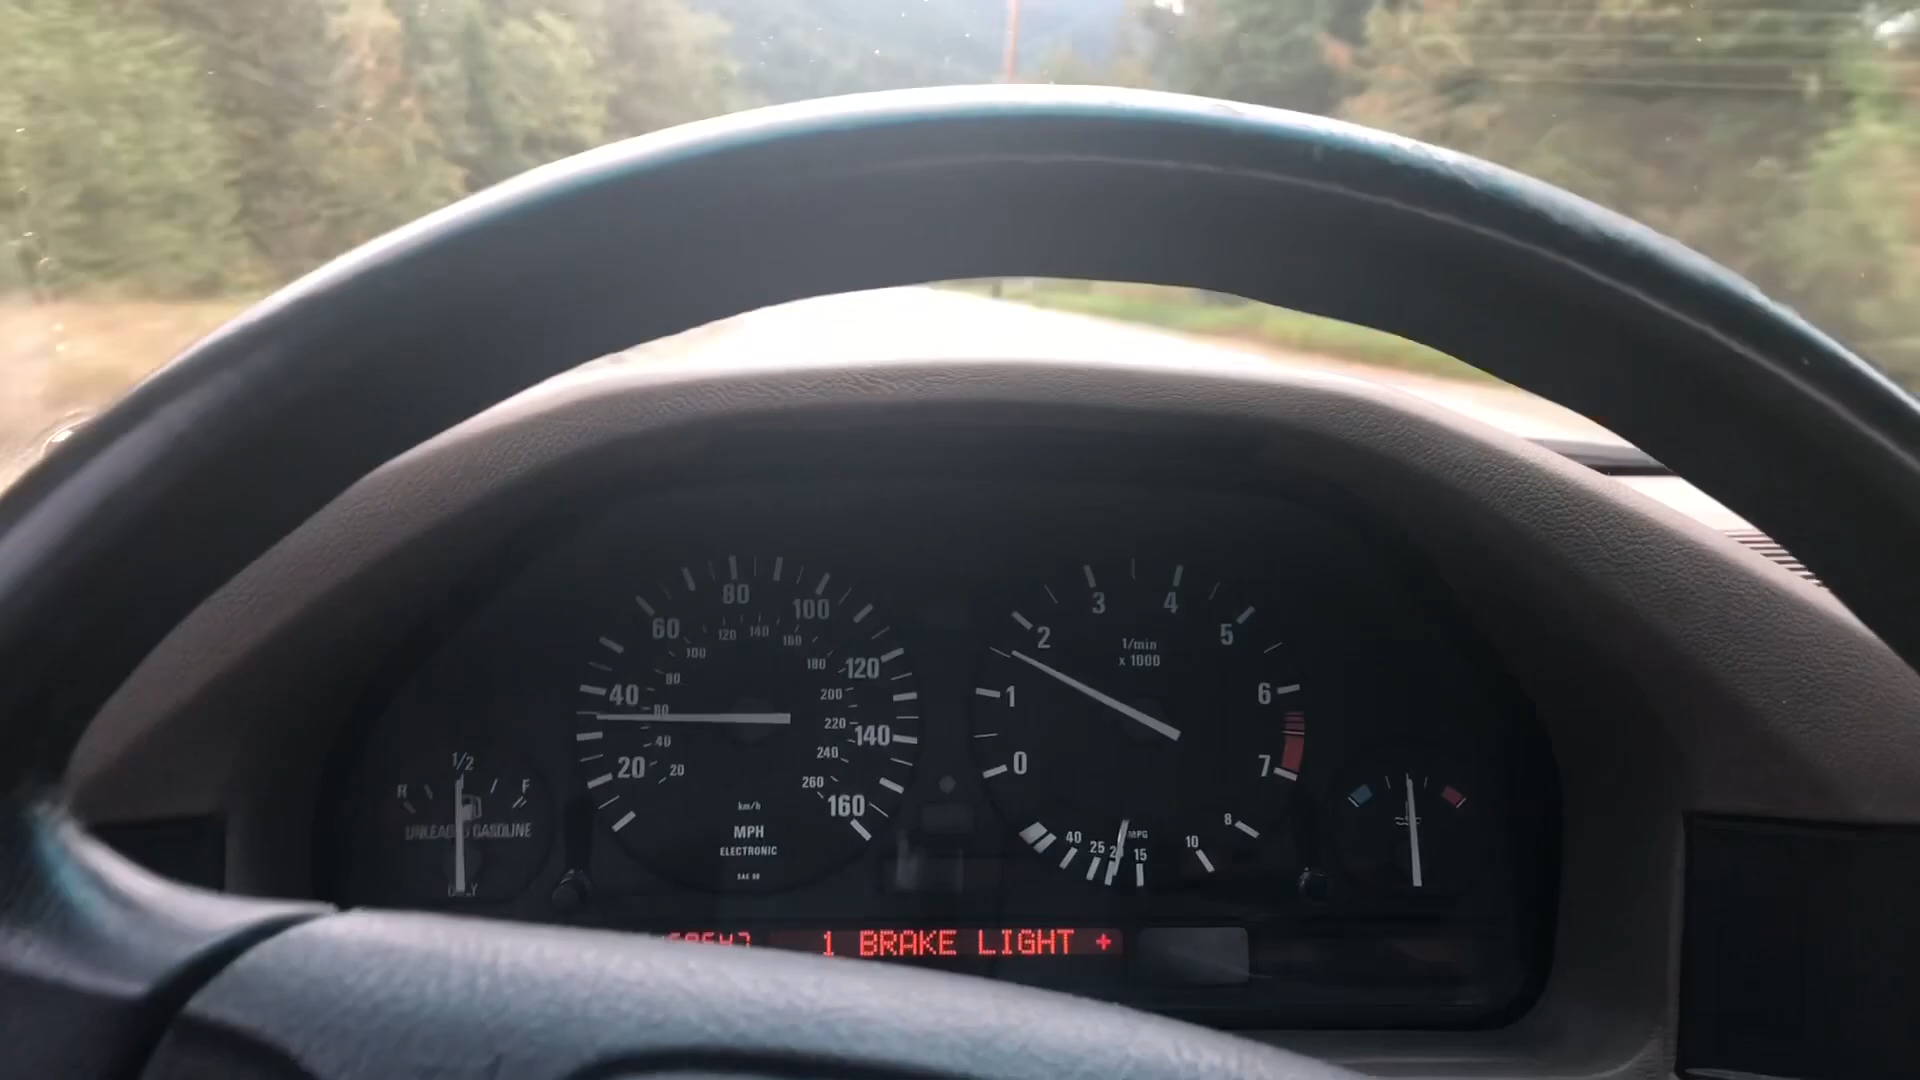 80
100
60
120 140 160
100
180
120
80
40
200
60
220
140
40
240
20
20
260
160
km/h
MPH
ELECTRONIC
3
4
2
5
1/min
x 1000
1
6
0
7
8
MPG
40
10
25
15
1/2
R
F
UNLEADED GASOLINE
ONLY
1 BRAKE LIGHT +